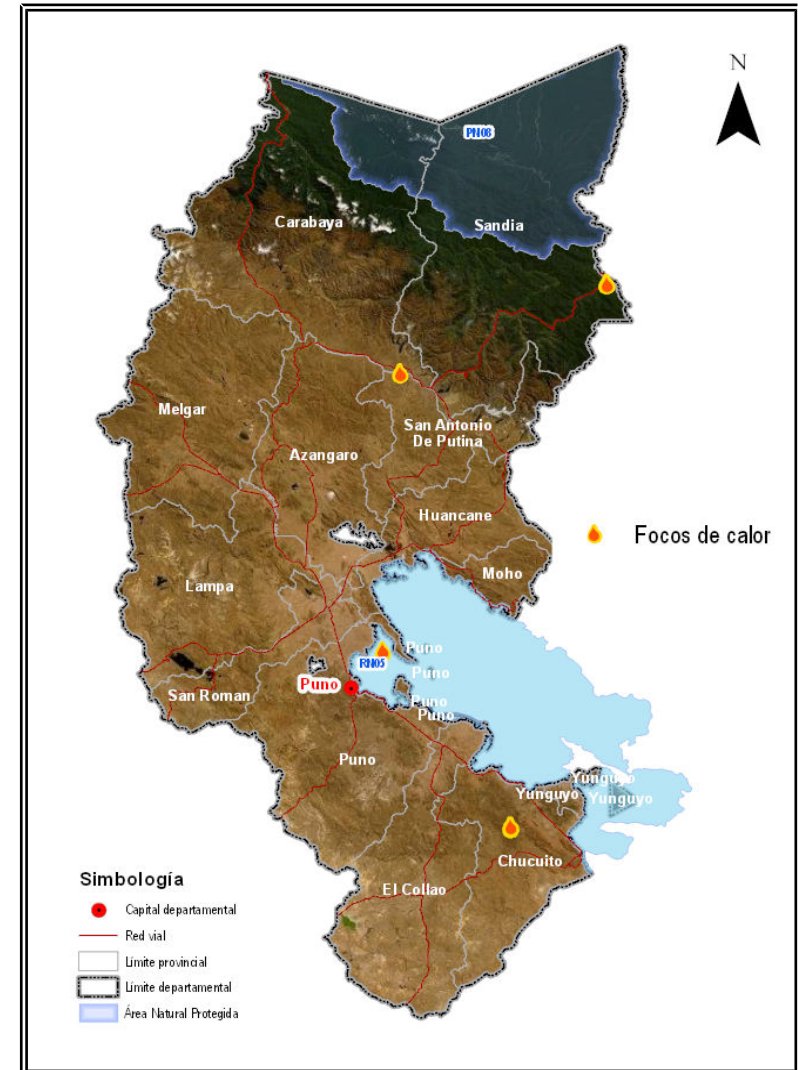 N
PN08
Carabaya
Sandia
Melgar
San Antonio
De Putina
Azangaro
Huancane
Focos de calor
Moho
Lampa
Puno
RN05
Puno
San Roman
Puno
Puno
Puno
Puno
Yunguyo
Yunguyo
Yunguyo
Chucuito
El Collao
Simbología
Capital departamental
Red vial
Límite provincial
Límite departamental
Área Natural Protegida